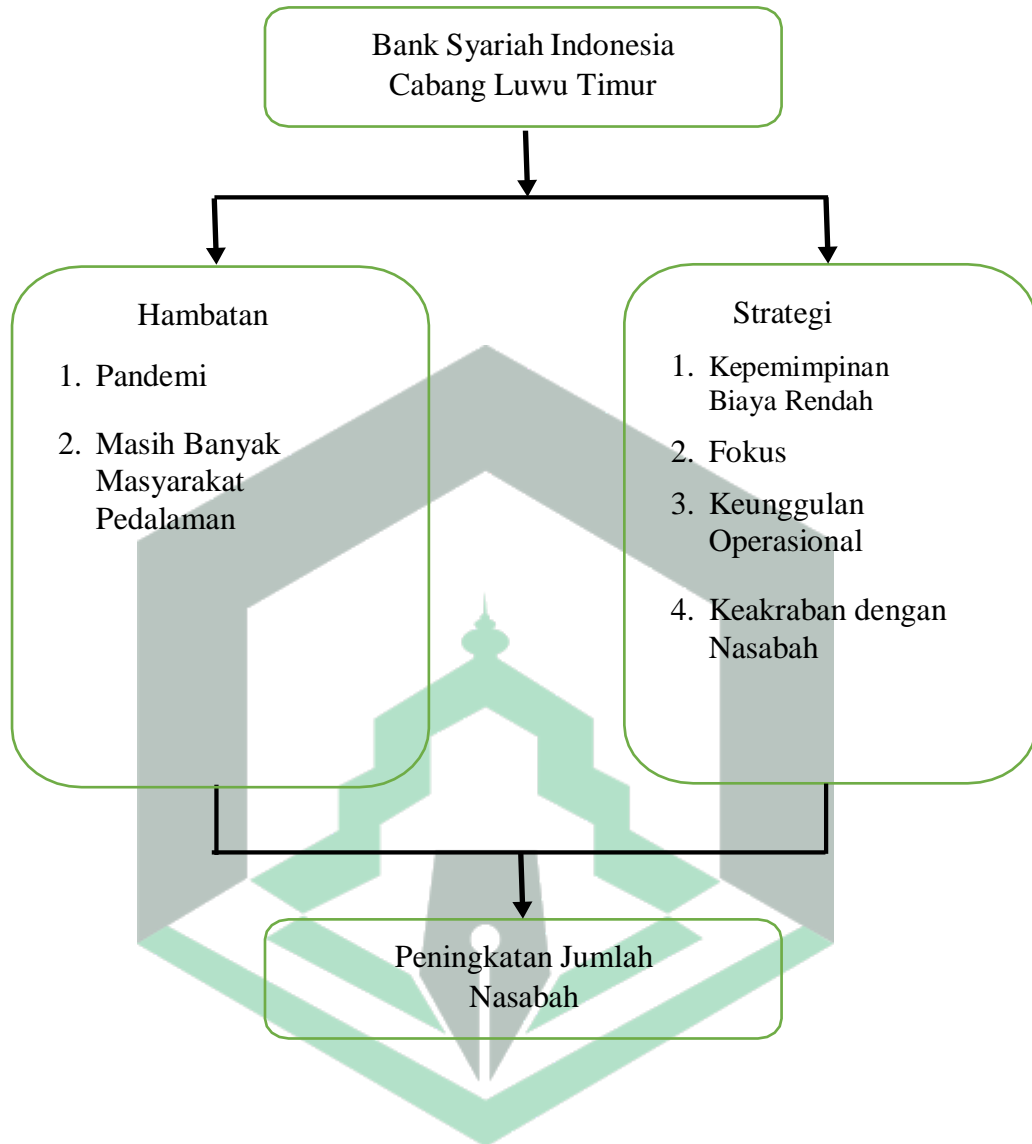 Bank Syariah Indonesia
Cabang Luwu Timur
Hambatan
1. Pandemi
2. Masih Banyak
Masyarakat
Pedalaman
Strategi
1. Kepemimpinan
Biaya Rendah
2. Fokus
3. Keunggulan
Operasional
4. Keakraban dengan
Nasabah
Peningkatan Jumlah
Nasabah